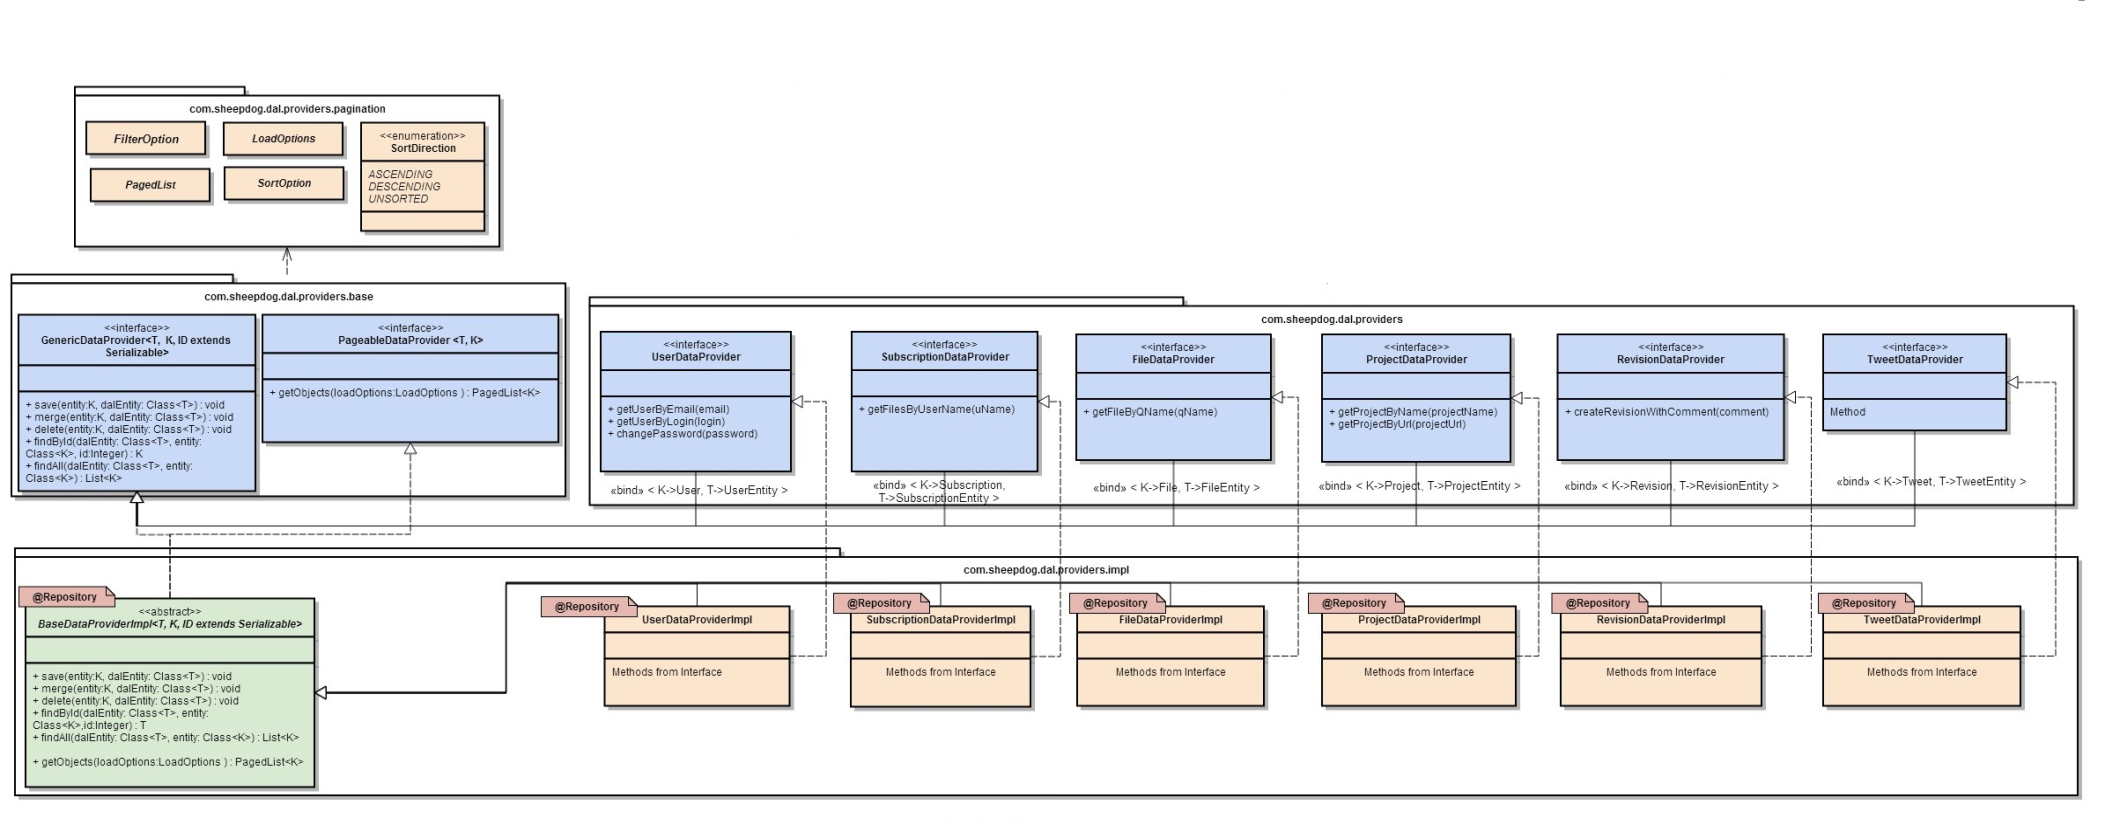 com.sheepdog.dal.providers.pagination
FilterOption
LoadOptions
<<enumeration>>
SortDirection
ASCENDING
DESCENDING
UNSORTED
PagedList
SortOption
com.sheepdog.dal.providers.base
<<interface>>
GenericDataProvider<T, K, ID extends
Serializable>
+ save(entity:K, dalEntity: Class<T>) : void
+ merge(entity:K, dalEntity: Class<T>) : void
+ delete(entity:K, dalEntity: Class<T>) : void
+ findById(dalEntity: Class<T>, entity:
Class<K>, id:Integer) : K
+ findAll(dalEntity: Class<T>, entity:
Class<K>) : List<K>
<<interface>>
PageableDataProvider <T, K>
+ getObjects(loadOptions:LoadOptions ) : PagedList<K>
com.sheepdog.dal.providers
<<interface>>
UserDataProvider
+ getUserByEmail(email)
+ getUserByLogin(login)
+ changePassword(password)
«bind» < K->User, T->UserEntity >
<<interface>>
SubscriptionDataProvider
+ getFilesByUserName(uName)
«bind» < K->Subscription,
T->SubscriptionEntity >
<<interface>>
FileDataProvider
+ getFileByQName(qName)
«bind» < K->File, T->FileEntity >
<<interface>>
ProjectDataProvider
+ getProjectByName(projectName)
+ getProjectByUrl(projectUrl)
«bind» < K->Project, T->ProjectEntity >
<<interface>>
RevisionDataProvider
+ createRevisionWithComment(comment)
«bind» < K->Revision, T->RevisionEntity >
<<interface>>
TweetDataProvider
Method
«bind» < K->Tweet, T->TweetEntity >
com.sheepdog.dal.providers.impl
@Repository
<<abstract>>
BaseDataProviderImpl<T, K, ID extends Serializable>
+ save(entity:K, dalEntity: Class<T>) : void
+ merge(entity:K, dalEntity: Class<T>) : void
+ delete(entity:K, dalEntity: Class<T>) : void
+ findById(dalEntity: Class<T>, entity:
Class<K>,id:Integer) : T
+ findAll(dalEntity: Class<T>, entity: Class<K>) : List<K>
+ getObjects(loadOptions:LoadOptions ) : PagedList<K>
@Repository
UserDataProviderImpl
Methods from Interface
@Repository
SubscriptionDataProviderImpl
Methods from Interface
@Repository
FileDataProviderImpl
Methods from Interface
@Repository
ProjectDataProviderImpl
Methods from Interface
@Repository
RevisionDataProviderImpl
Methods from Interface
@Repository
TweetDataProviderImpl
Methods from Interface